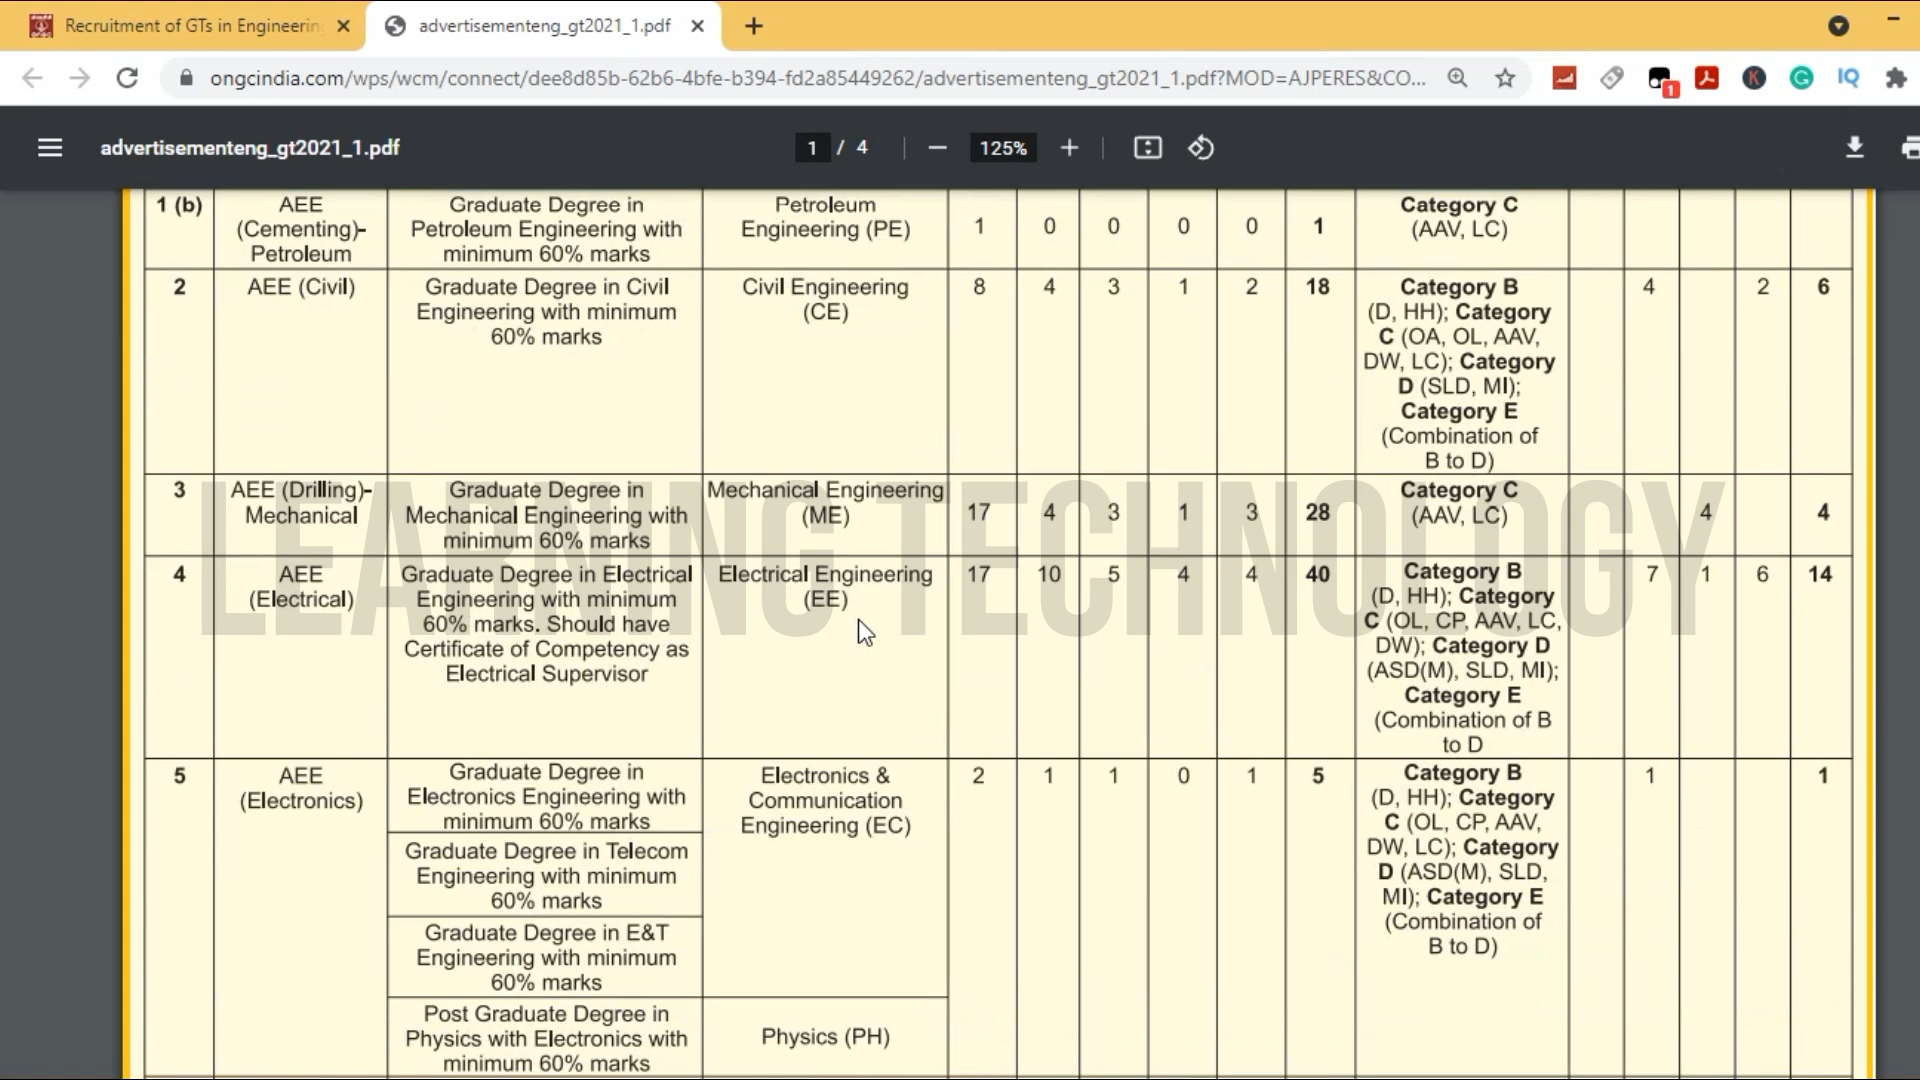 Recruitment of GTs in Engineering
advertisementeng_gt2021_1.pdf
ongcindia.com/wps/wcm/connect/dee8d85b-62b6-4bfe-b394-fd2a85449262/advertisementeng_gt2021_1.pdf?MOD=AJPERES&CO...
1
K
G
IQ
advertisementeng_gt2021_1.pdf
1 / 4
125%
1 (b)
AEE
(Cementing)-
Petroleum
Graduate Degree in
Petroleum Engineering with
minimum 60% marks
Petroleum
Engineering (PE)
1 0 0 0 0 1
Category C
(AAV, LC)
2
AEE (Civil)
Graduate Degree in Civil
Engineering with minimum
60% marks
Civil Engineering
(CE)
8 4 3 1 2 18
Category B
(D, HH); Category
C (OA, OL, AAV,
DW, LC); Category
D (SLD, MI);
Category E
(Combination of
B to D)
4 2 6
3
AEE (Drilling)-
Mechanical
Graduate Degree in
Mechanical Engineering with
minimum 60% marks
Mechanical Engineering
(ME)
17 4 3 1 3 28
Category C
(AAV, LC)
4 4
LEARNING TECHNOLOGY
4
AEE
(Electrical)
Graduate Degree in Electrical
Engineering with minimum
60% marks. Should have
Certificate of Competency as
Electrical Supervisor
Electrical Engineering
(EE)
17 10 5 4 4 40
Category B
(D, HH); Category
C (OL, CP, AAV, LC,
DW); Category D
(ASD(M), SLD, MI);
Category E
(Combination of B
to D
7 1 6 14
5
AEE
(Electronics)
Graduate Degree in
Electronics Engineering with
minimum 60% marks
Graduate Degree in Telecom
Engineering with minimum
60% marks
Graduate Degree in E&T
Engineering with minimum
60% marks
Post Graduate Degree in
Physics with Electronics with
minimum 60% marks
Electronics &
Communication
Engineering (EC)
Physics (PH)
2 1 1 0 1 5
Category B
(D, HH); Category
C (OL, CP, AAV,
DW, LC); Category
D (ASD(M), SLD,
MI); Category E
(Combination of
B to D)
1 1